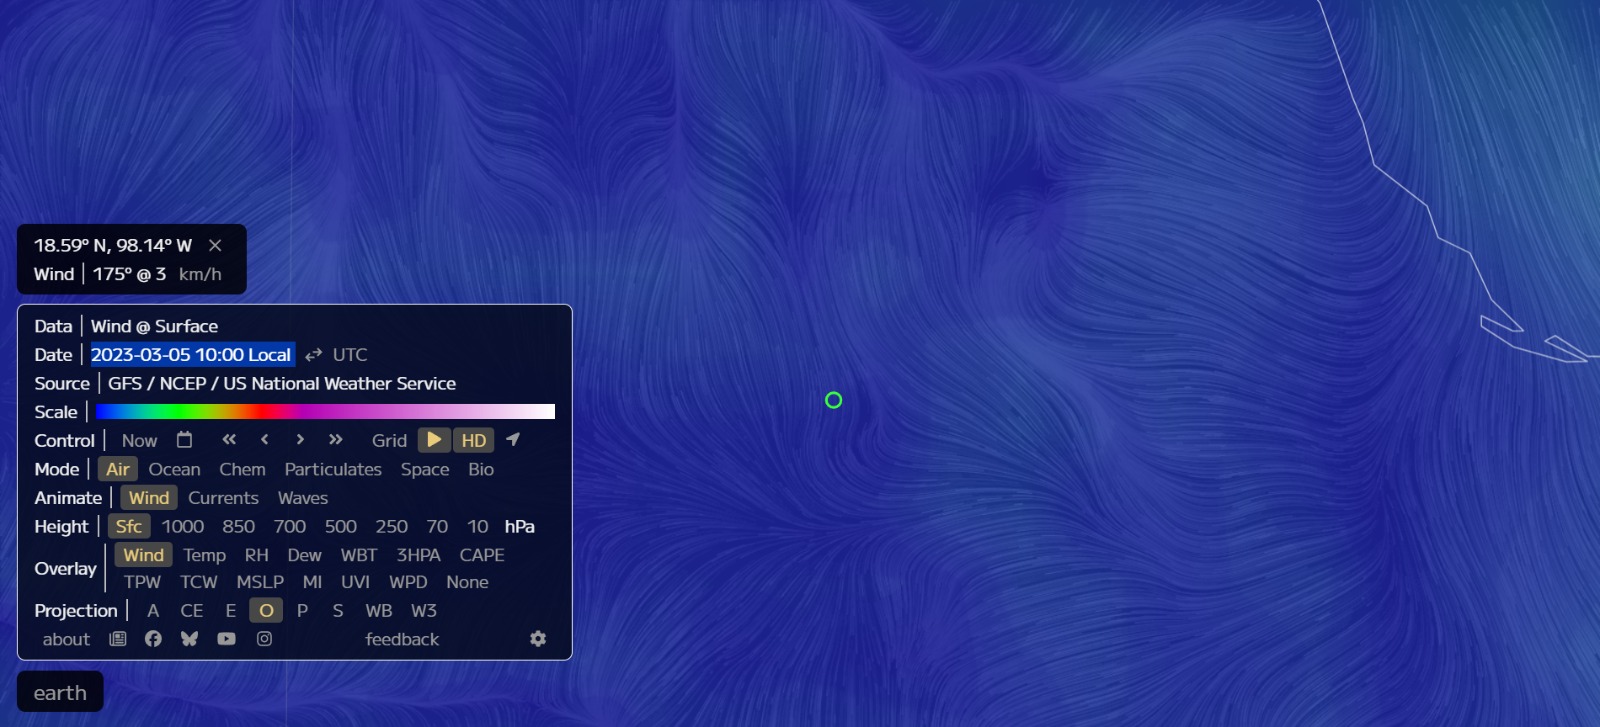 18.59° N, 98.14° W ×
Wind | 175° @ 3 km/h
Data | Wind @ Surface
Date | 2023-03-05 10:00 Local ⇄ UTC
Source | GFS / NCEP / US National Weather Service
Scale |
Control | Now « ‹ › » Grid HD
Mode | Air Ocean Chem Particulates Space Bio
Animate | Wind Currents Waves
Height | Sfc 1000 850 700 500 250 70 10 hPa
Overlay | Wind Temp RH Dew WBT 3HPA CAPE
TPW TCW MSLP MI UVI WPD None
Projection | A CE E O P S WB W3
about feedback
earth